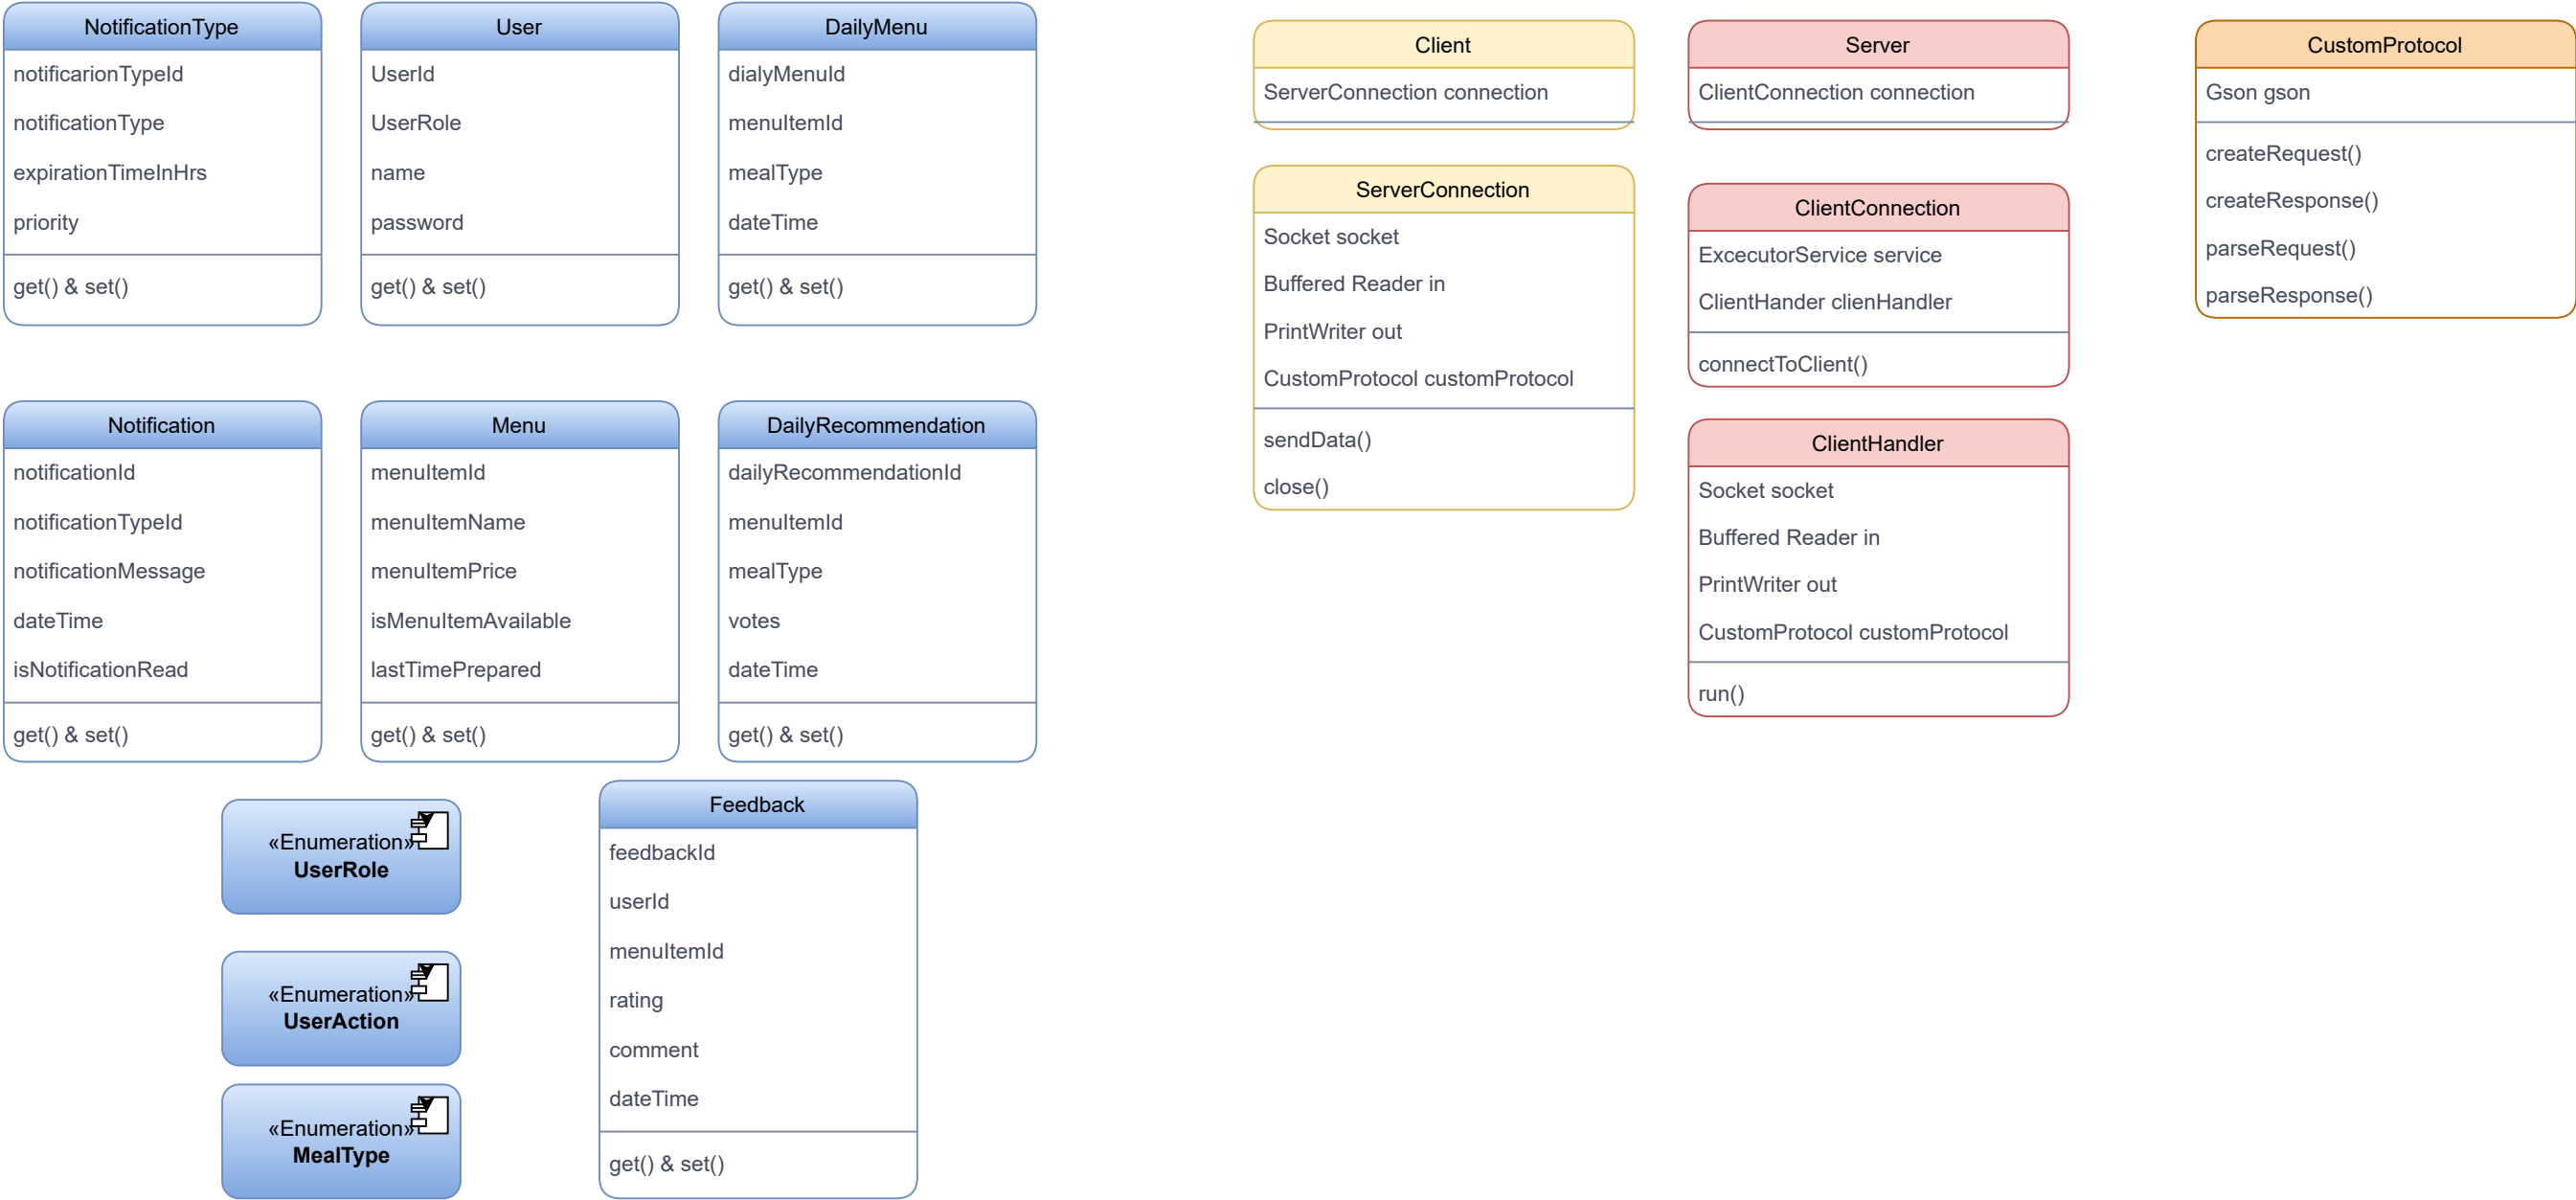 NotificationType
notificarionTypeId
notificationType
expirationTimeInHrs
priority
get() & set()
User
UserId
UserRole
name
password
get() & set()
DailyMenu
dialyMenuId
menuItemId
mealType
dateTime
get() & set()
Notification
notificationId
notificationTypeId
notificationMessage
dateTime
isNotificationRead
get() & set()
Menu
menuItemId
menuItemName
menuItemPrice
isMenuItemAvailable
lastTimePrepared
get() & set()
DailyRecommendation
dailyRecommendationId
menuItemId
mealType
votes
dateTime
get() & set()
«Enumeration»
UserRole
«Enumeration»
UserAction
«Enumeration»
MealType
Feedback
feedbackId
userId
menuItemId
rating
comment
dateTime
get() & set()
Client
ServerConnection connection
ServerConnection
Socket socket
Buffered Reader in
PrintWriter out
CustomProtocol customProtocol
sendData()
close()
Server
ClientConnection connection
ClientConnection
ExcecutorService service
ClientHander clienHandler
connectToClient()
ClientHandler
Socket socket
Buffered Reader in
PrintWriter out
CustomProtocol customProtocol
run()
CustomProtocol
Gson gson
createRequest()
createResponse()
parseRequest()
parseResponse()